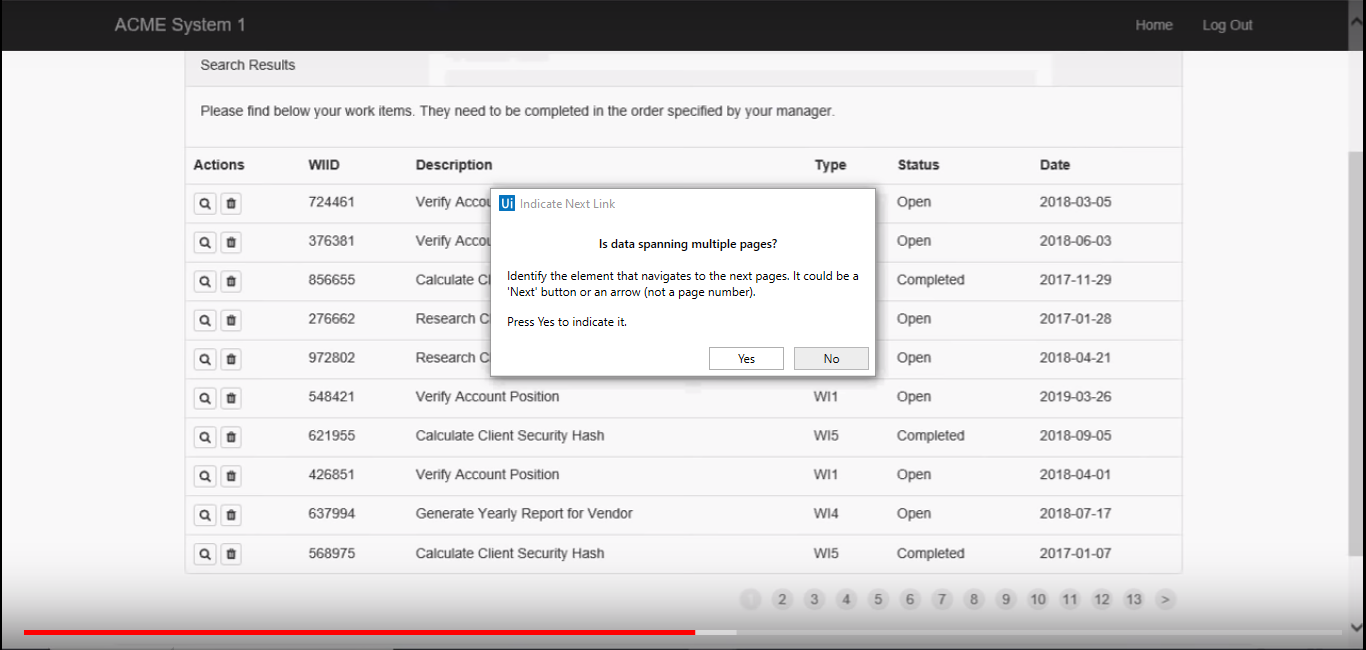 ACME System 1 Home Log Out
Search Results
Please find below your work items. They need to be completed in the order specified by your manager.
Actions WIID Description Type Status Date
724461 Verify Open 2018-03-05
Ui Indicate Next Link
376381 Verify Open 2018-06-03
Is data spanning multiple pages?
856655 Calculate Completed 2017-11-29
Identify the element that navigates to the next pages. It could be a
'Next' button or an arrow (not a page number).
276662 Research Open 2017-01-28
Press Yes to indicate it.
972802 Research Open 2018-04-21
Yes No
548421 Verify Account Position WI1 Open 2019-03-26
621955 Calculate Client Security Hash WI5 Completed 2018-09-05
426851 Verify Account Position WI1 Open 2018-04-01
637994 Generate Yearly Report for Vendor WI4 Open 2018-07-17
568975 Calculate Client Security Hash WI5 Completed 2017-01-07
1 2 3 4 5 6 7 8 9 10 11 12 13 >